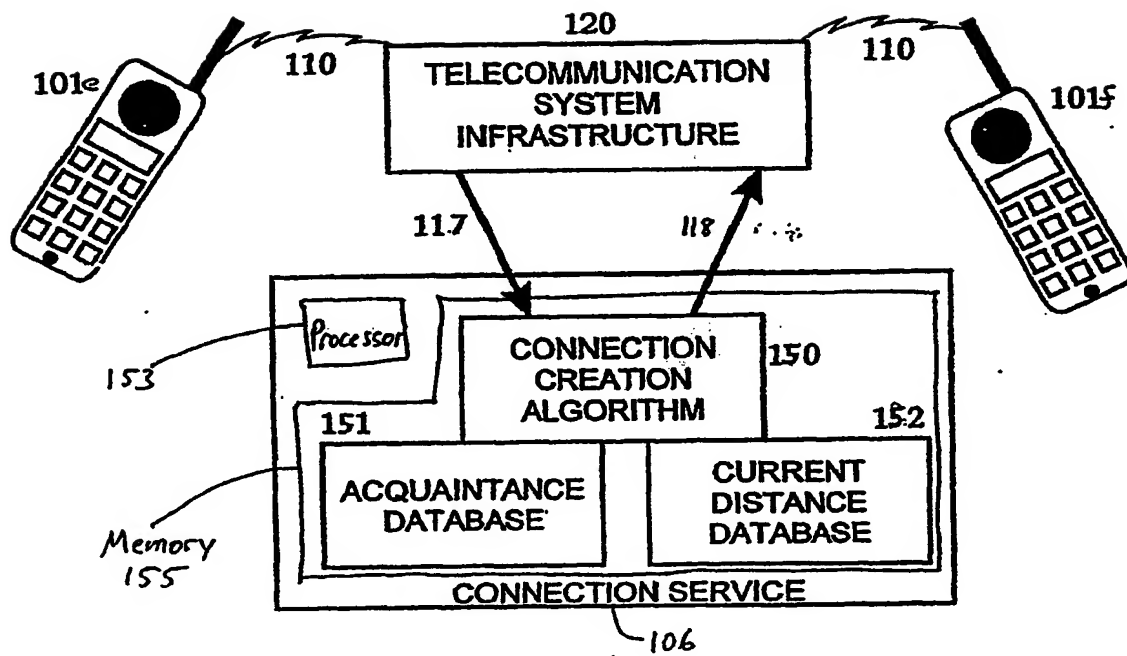 120
110
110
101e
TELECOMMUNICATION
SYSTEM
INFRASTRUCTURE
101f
117
118
Processor
153
CONNECTION
CREATION
ALGORITHM
150
151
152
ACQUAINTANCE
DATABASE
CURRENT
DISTANCE
DATABASE
Memory
155
CONNECTION SERVICE
106